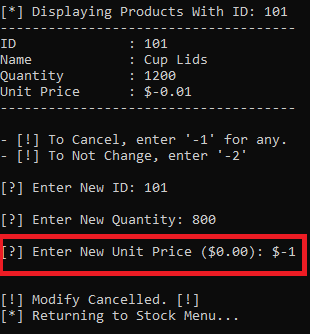 [*] Displaying Products With ID: 101
-------------------------------------
ID : 101
Name : Cup Lids
Quantity : 1200
Unit Price : $-0.01
-------------------------------------
- [!] To Cancel, enter '-1' for any.
- [!] To Not Change, enter '-2'
[?] Enter New ID: 101
[?] Enter New Quantity: 800
[?] Enter New Unit Price ($0.00): $-1
[!] Modify Cancelled. [!]
[*] Returning to Stock Menu...